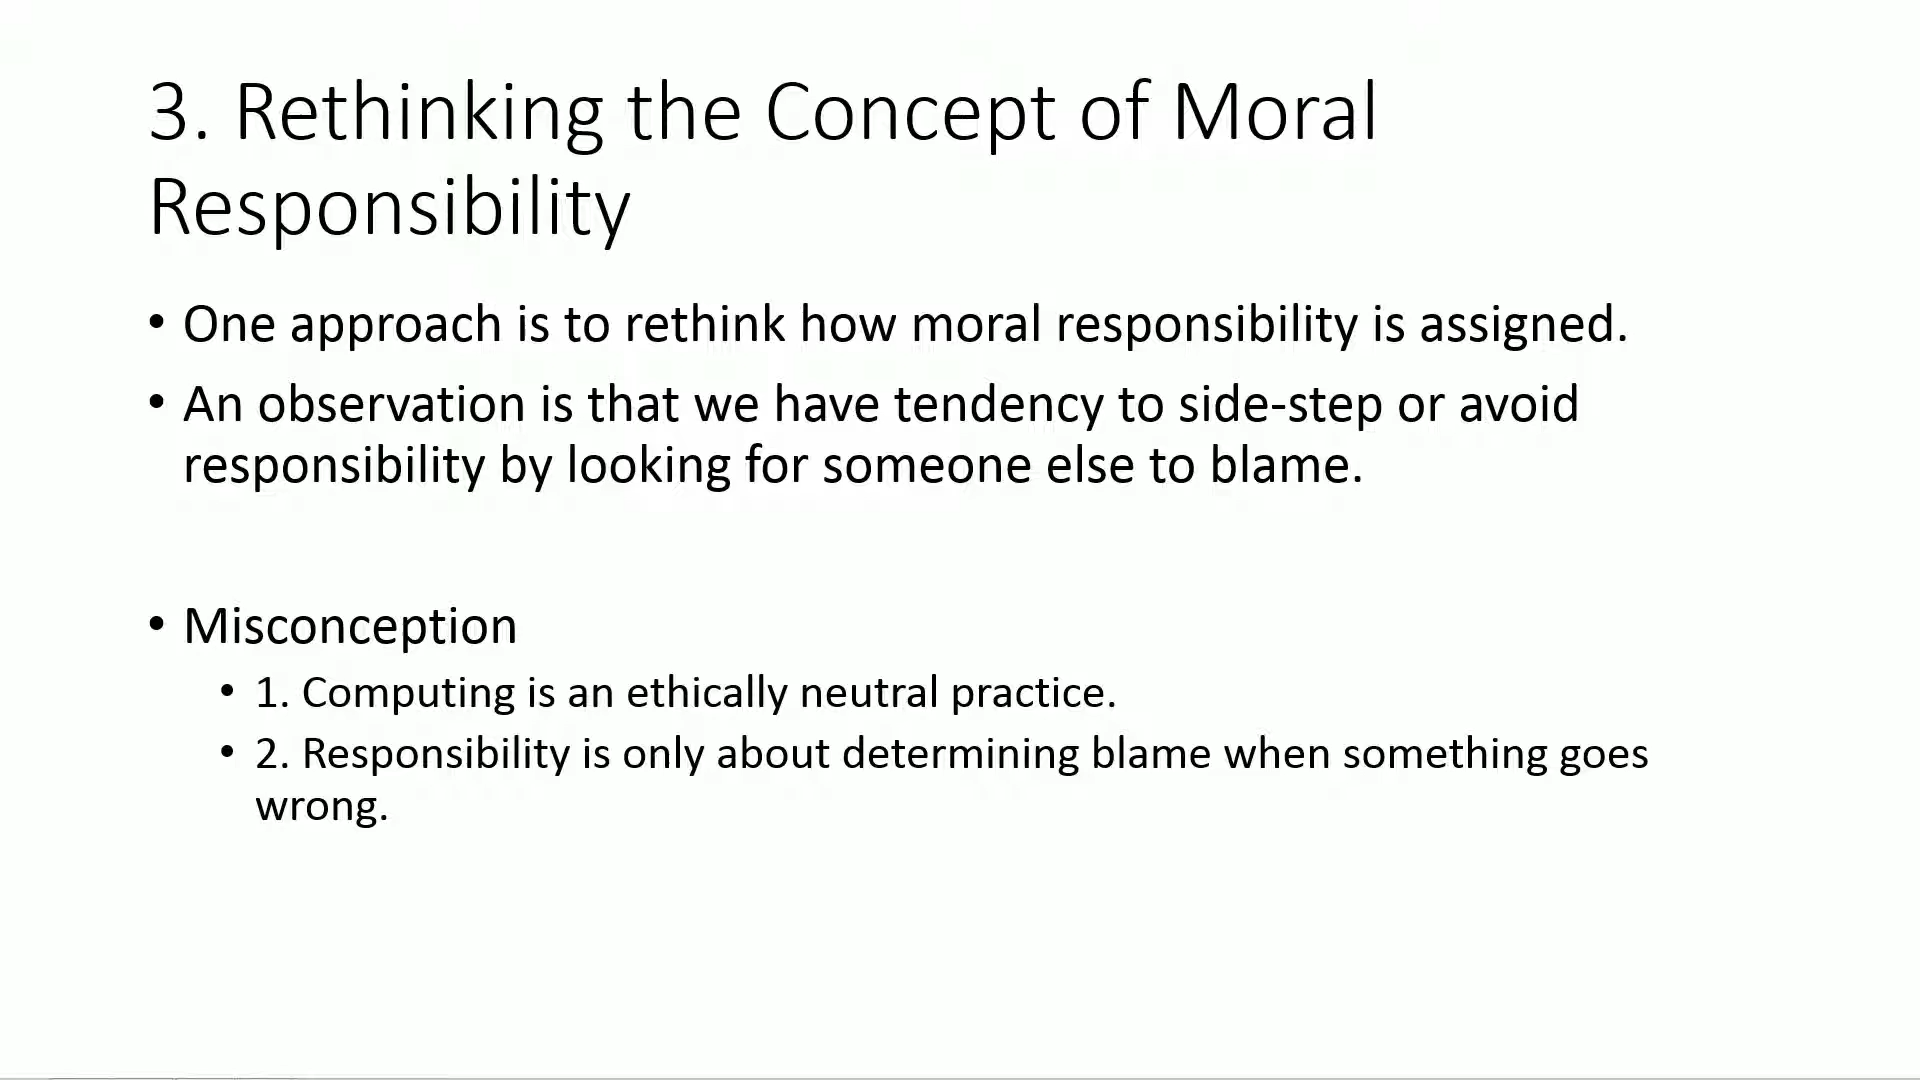 3. Rethinking the Concept of Moral
Responsibility
• One approach is to rethink how moral responsibility is assigned.
• An observation is that we have tendency to side-step or avoid
responsibility by looking for someone else to blame.
• Misconception
• 1. Computing is an ethically neutral practice.
• 2. Responsibility is only about determining blame when something goes
wrong.